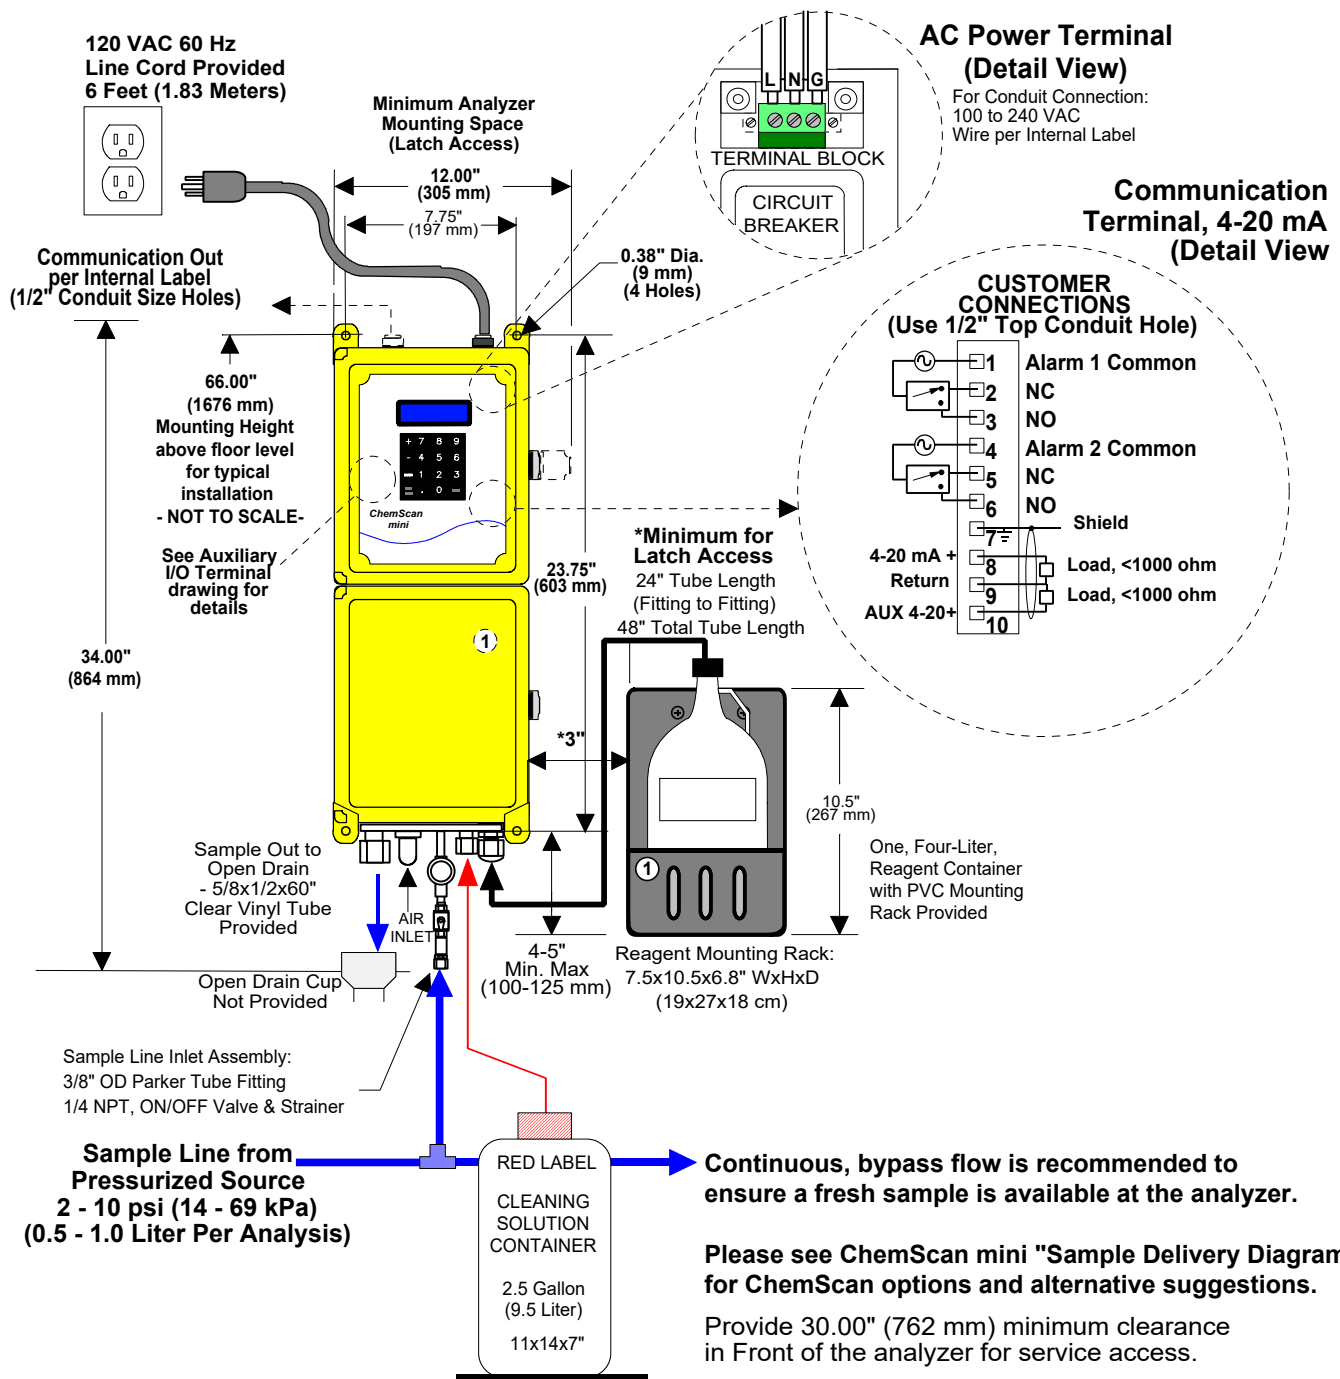 120 VAC 60 Hz
Line Cord Provided
6 Feet (1.83 Meters)
Minimum Analyzer
Mounting Space
(Latch Access)
12.00"
(305 mm)
7.75"
(197 mm)
0.38" Dia.
(9 mm)
(4 Holes)
Communication Out
per Internal Label
(1/2" Conduit Size Holes)
L N G
TERMINAL BLOCK
CIRCUIT
BREAKER
AC Power Terminal
(Detail View)
For Conduit Connection:
100 to 240 VAC
Wire per Internal Label
Communication
Terminal, 4-20 mA
(Detail View
CUSTOMER
CONNECTIONS
(Use 1/2" Top Conduit Hole)
1 Alarm 1 Common
2 NC
3 NO
4 Alarm 2 Common
5 NC
6 NO
7 Shield
4-20 mA + 8 Load, <1000 ohm
Return 9 Load, <1000 ohm
AUX 4-20+ 10
66.00"
(1676 mm)
Mounting Height
above floor level
for typical
installation
- NOT TO SCALE-
See Auxiliary
I/O Terminal
drawing for
details
+ 7 8 9
- 4 5 6
1 2 3
. 0
ChemScan
mini
34.00"
(864 mm)
23.75"
(603 mm)
*Minimum for
Latch Access
24" Tube Length
(Fitting to Fitting)
48" Total Tube Length
1
*3"
10.5"
(267 mm)
1
One, Four-Liter,
Reagent Container
with PVC Mounting
Rack Provided
Sample Out to
Open Drain
- 5/8x1/2x60"
Clear Vinyl Tube
Provided
AIR
INLET
4-5"
Min. Max
(100-125 mm)
Reagent Mounting Rack:
7.5x10.5x6.8" WxHxD
(19x27x18 cm)
Open Drain Cup
Not Provided
Sample Line Inlet Assembly:
3/8" OD Parker Tube Fitting
1/4 NPT, ON/OFF Valve & Strainer
Sample Line from
Pressurized Source
2 - 10 psi (14 - 69 kPa)
(0.5 - 1.0 Liter Per Analysis)
RED LABEL
CLEANING
SOLUTION
CONTAINER
2.5 Gallon
(9.5 Liter)
11x14x7"
Continuous, bypass flow is recommended to
ensure a fresh sample is available at the analyzer.
Please see ChemScan mini "Sample Delivery Diagram
for ChemScan options and alternative suggestions.
Provide 30.00" (762 mm) minimum clearance
in Front of the analyzer for service access.